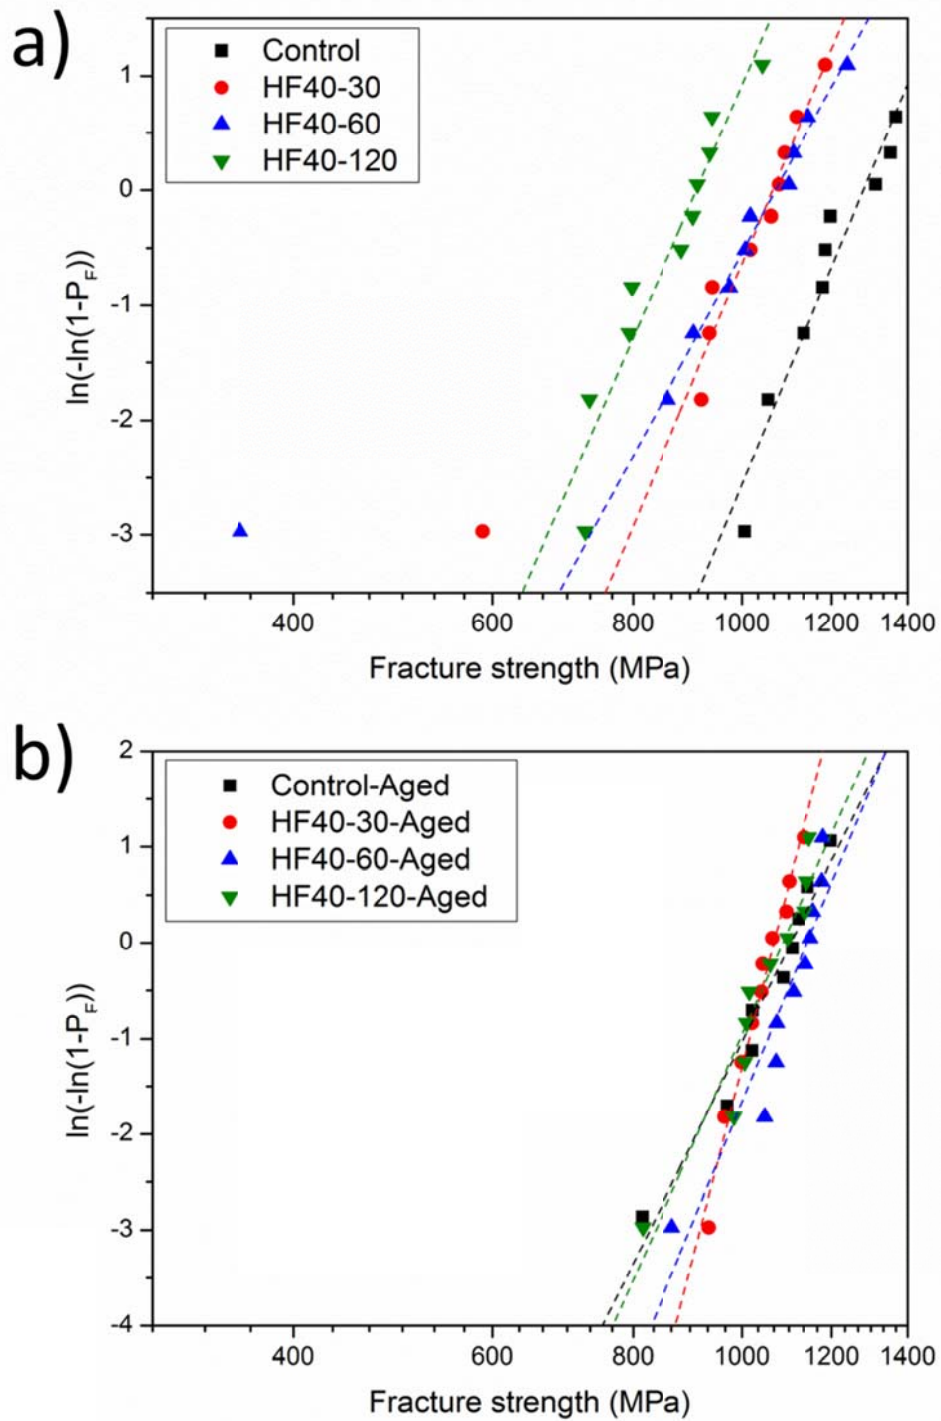 a)
Control
HF40-30
HF40-60
HF40-120
1
0
-1
-2
-3
ln(-ln(1-PF))
400 600 800 1000 1200 1400
Fracture strength (MPa)
b)
Control-Aged
HF40-30-Aged
HF40-60-Aged
HF40-120-Aged
2
1
0
-1
-2
-3
-4
ln(-ln(1-PF))
400 600 800 1000 1200 1400
Fracture strength (MPa)